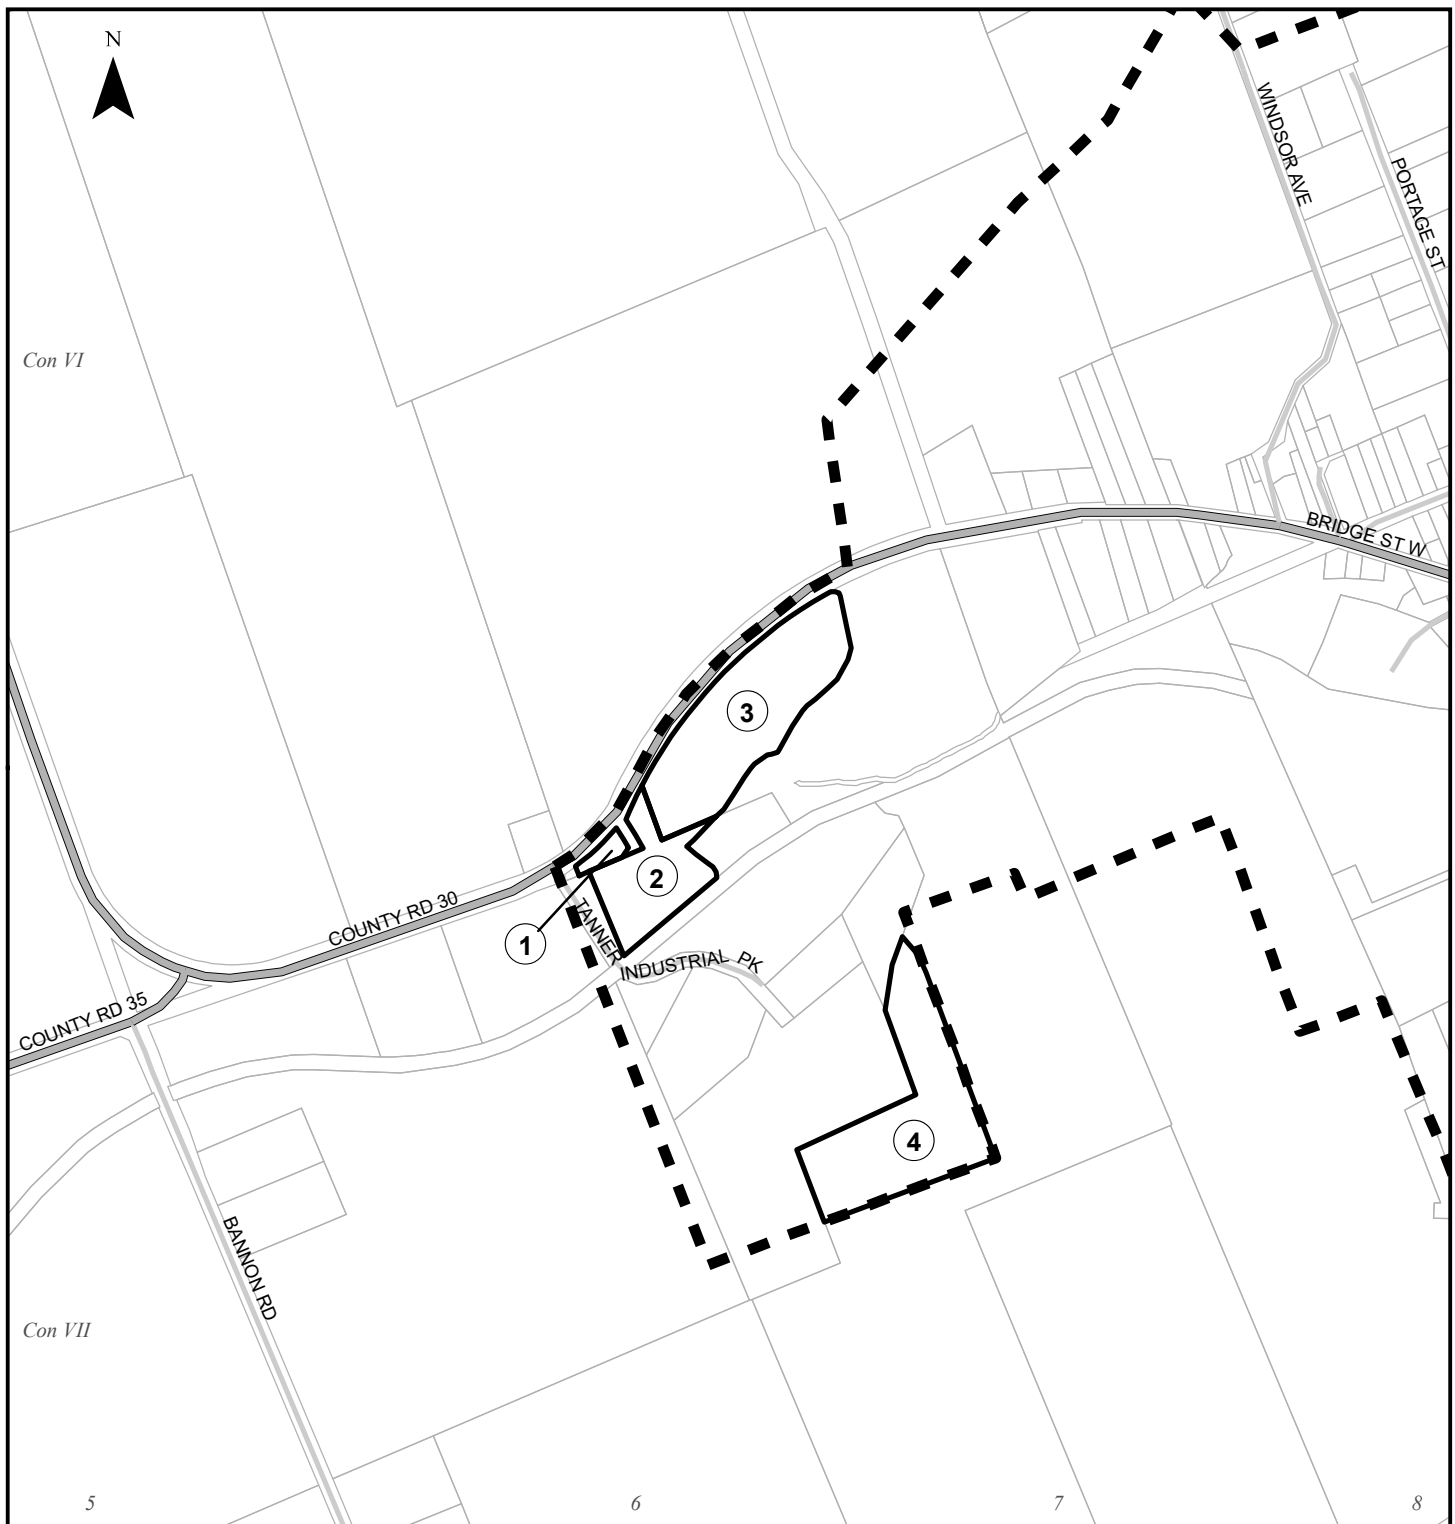 N
WINDSOR AVE
PORTAGE ST
Con VI
BRIDGE ST W
3
2
1
COUNTY RD 30
TANNER
INDUSTRIAL PK
COUNTY RD 35
4
BANNON RD
Con VII
5
6
7
8